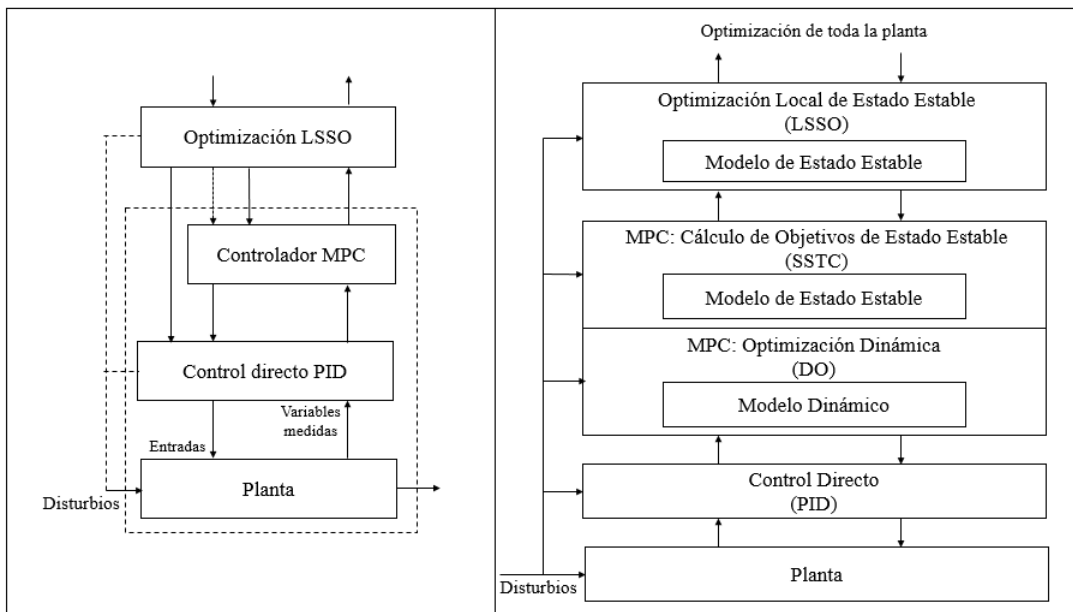 Optimización LSSO
Controlador MPC
Control directo PID
Variables
medidas
Entradas
Planta
Disturbios
Optimización de toda la planta
Optimización Local de Estado Estable
(LSSO)
Modelo de Estado Estable
MPC: Cálculo de Objetivos de Estado Estable
(SSTC)
Modelo de Estado Estable
MPC: Optimización Dinámica
(DO)
Modelo Dinámico
Control Directo
(PID)
Planta
Disturbios